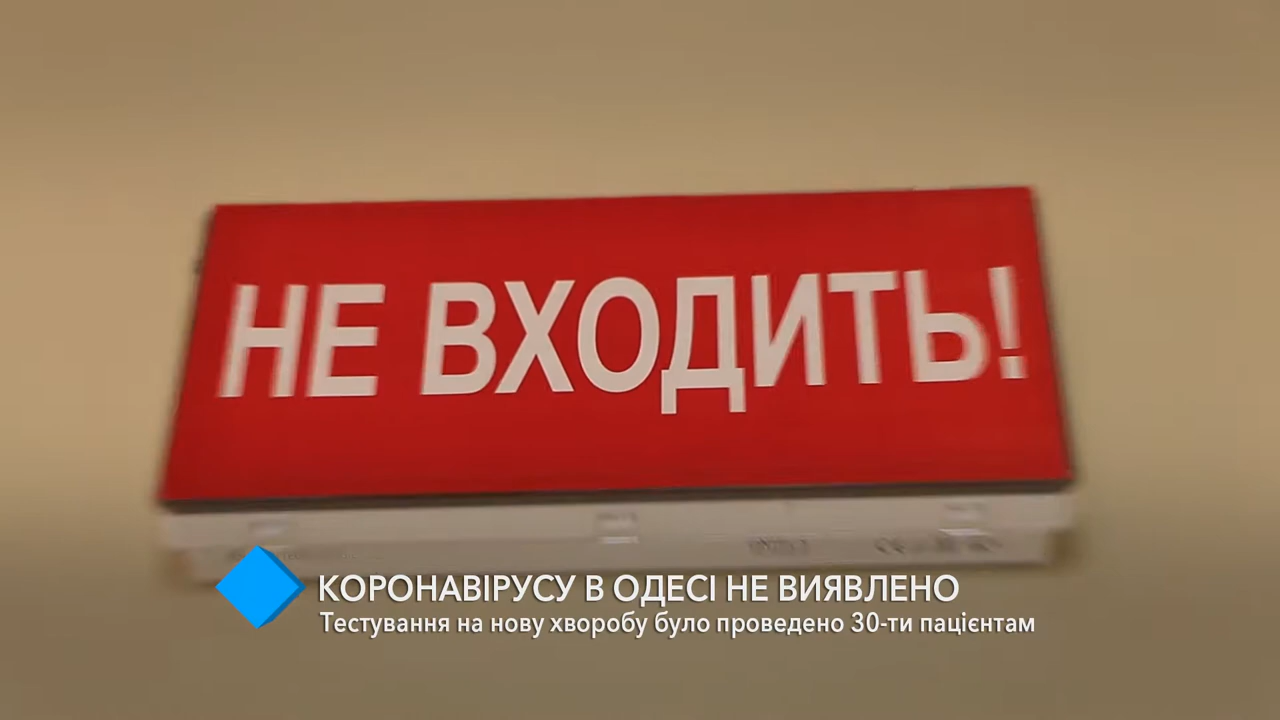 НЕ ВХОДИТЬ!
КОРОНАВІРУСУ В ОДЕСІ НЕ ВИЯВЛЕНО
Тестування на нову хворобу було проведено 30-ти пацієнтам